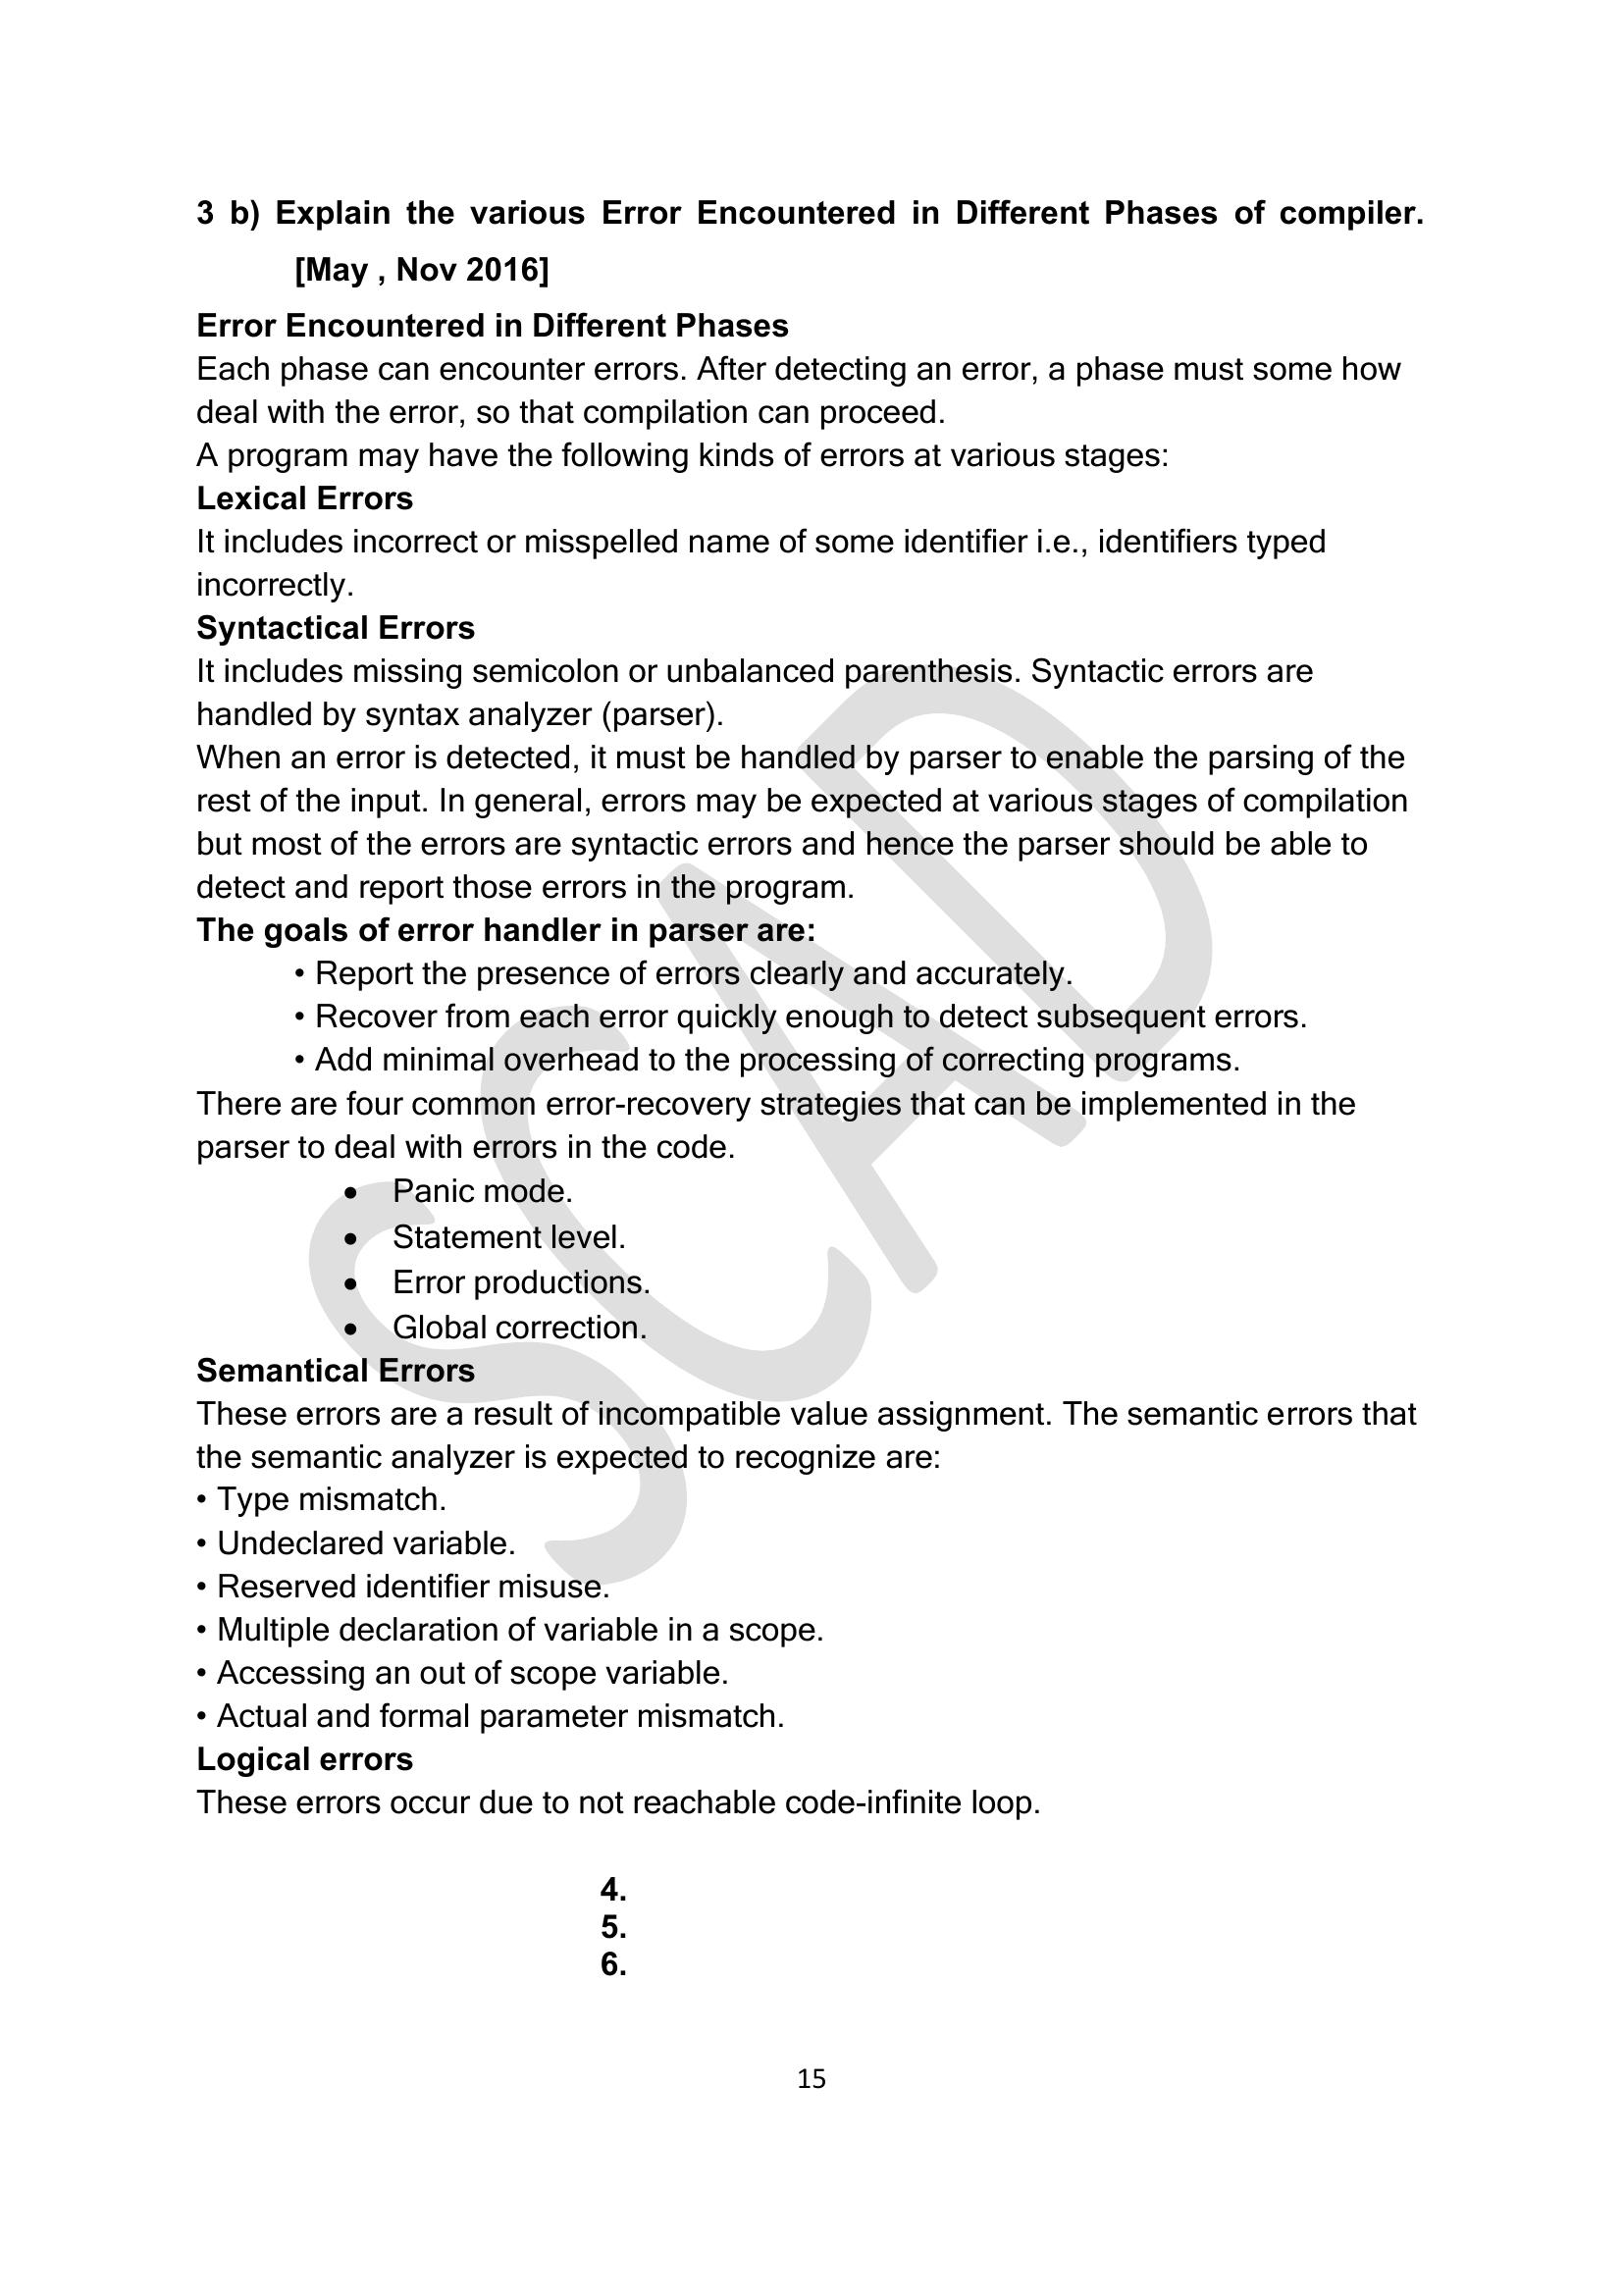 3 b) Explain the various Error Encountered in Different Phases of compiler.
[May , Nov 2016]
Error Encountered in Different Phases
Each phase can encounter errors. After detecting an error, a phase must some how
deal with the error, so that compilation can proceed.
A program may have the following kinds of errors at various stages:
Lexical Errors
It includes incorrect or misspelled name of some identifier i.e., identifiers typed
incorrectly.
Syntactical Errors
It includes missing semicolon or unbalanced parenthesis. Syntactic errors are
handled by syntax analyzer (parser).
When an error is detected, it must be handled by parser to enable the parsing of the
rest of the input. In general, errors may be expected at various stages of compilation
but most of the errors are syntactic errors and hence the parser should be able to
detect and report those errors in the program.
The goals of error handler in parser are:
• Report the presence of errors clearly and accurately.
• Recover from each error quickly enough to detect subsequent errors.
• Add minimal overhead to the processing of correcting programs.
There are four common error-recovery strategies that can be implemented in the
parser to deal with errors in the code.
• Panic mode.
• Statement level.
• Error productions.
• Global correction.
Semantical Errors
These errors are a result of incompatible value assignment. The semantic errors that
the semantic analyzer is expected to recognize are:
• Type mismatch.
• Undeclared variable.
• Reserved identifier misuse.
• Multiple declaration of variable in a scope.
• Accessing an out of scope variable.
• Actual and formal parameter mismatch.
Logical errors
These errors occur due to not reachable code-infinite loop.
4.
5.
6.
15
SCAD